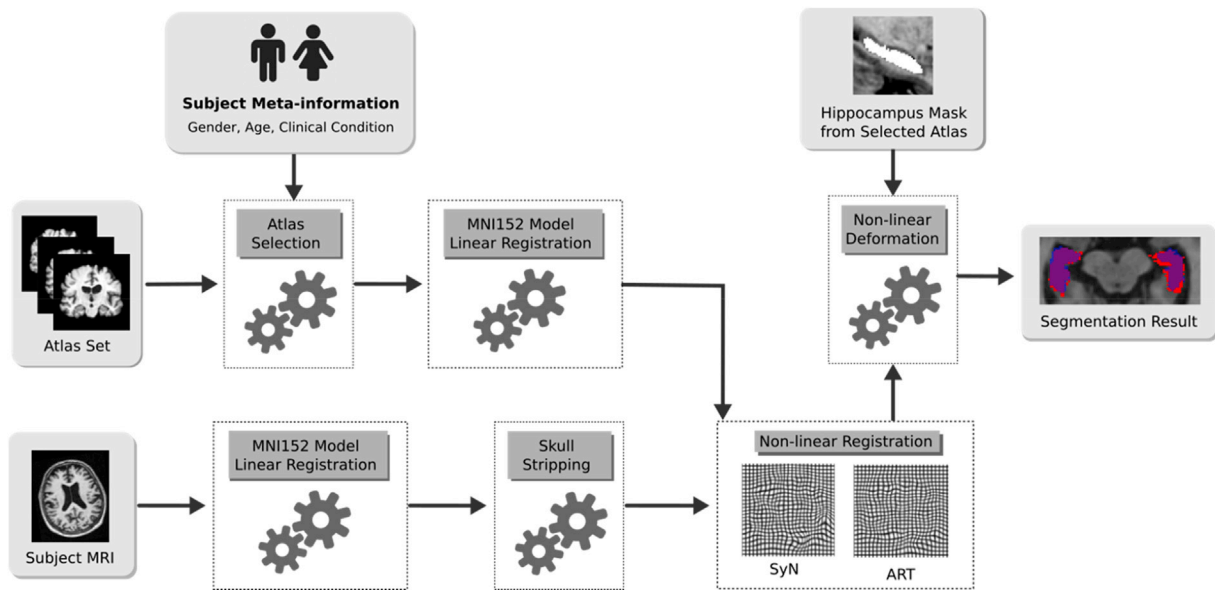 Subject Meta-information
Gender, Age, Clinical Condition
Hippocampus Mask
from Selected Atlas
Atlas
Selection
MNI152 Model
Linear Registration
Non-linear
Deformation
Atlas Set
Segmentation Result
MNI152 Model
Linear Registration
Skull
Stripping
Non-linear Registration
Subject MRI
SyN
ART